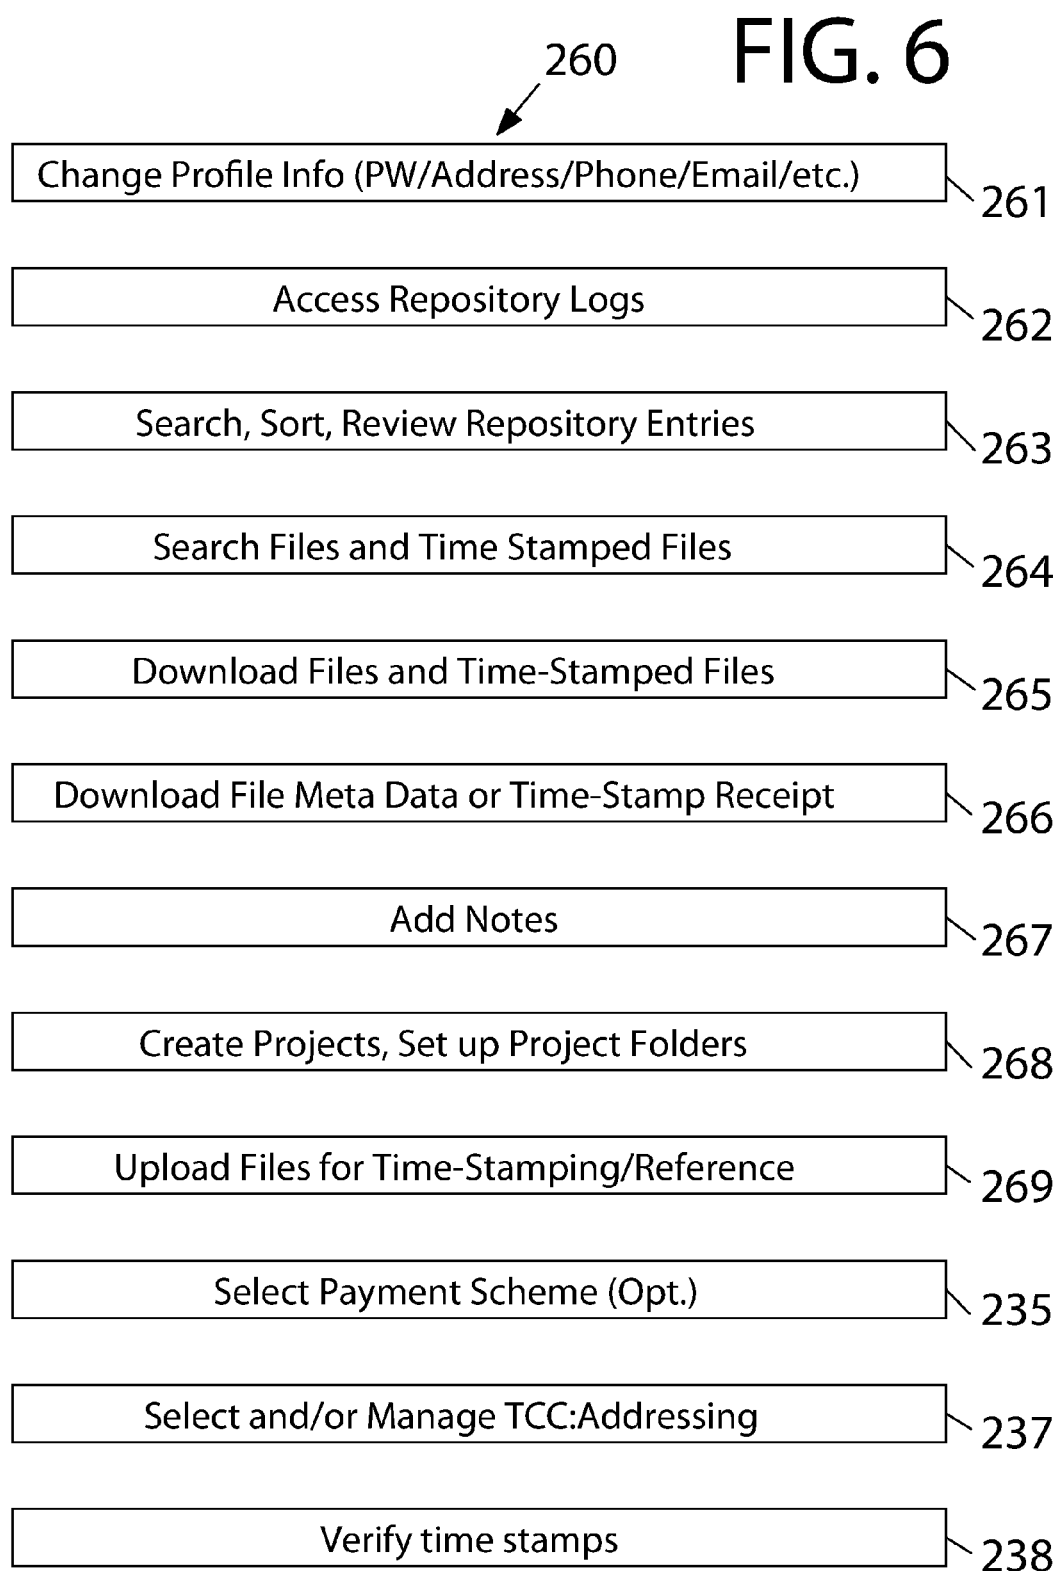 FIG. 6
260
Change Profile Info (PW/Address/Phone/Email/etc.)
261
Access Repository Logs
262
Search, Sort, Review Repository Entries
263
Search Files and Time Stamped Files
264
Download Files and Time-Stamped Files
265
Download File Meta Data or Time-Stamp Receipt
266
Add Notes
267
Create Projects, Set up Project Folders
268
Upload Files for Time-Stamping/Reference
269
Select Payment Scheme (Opt.)
235
Select and/or Manage TCC:Addressing
237
Verify time stamps
238